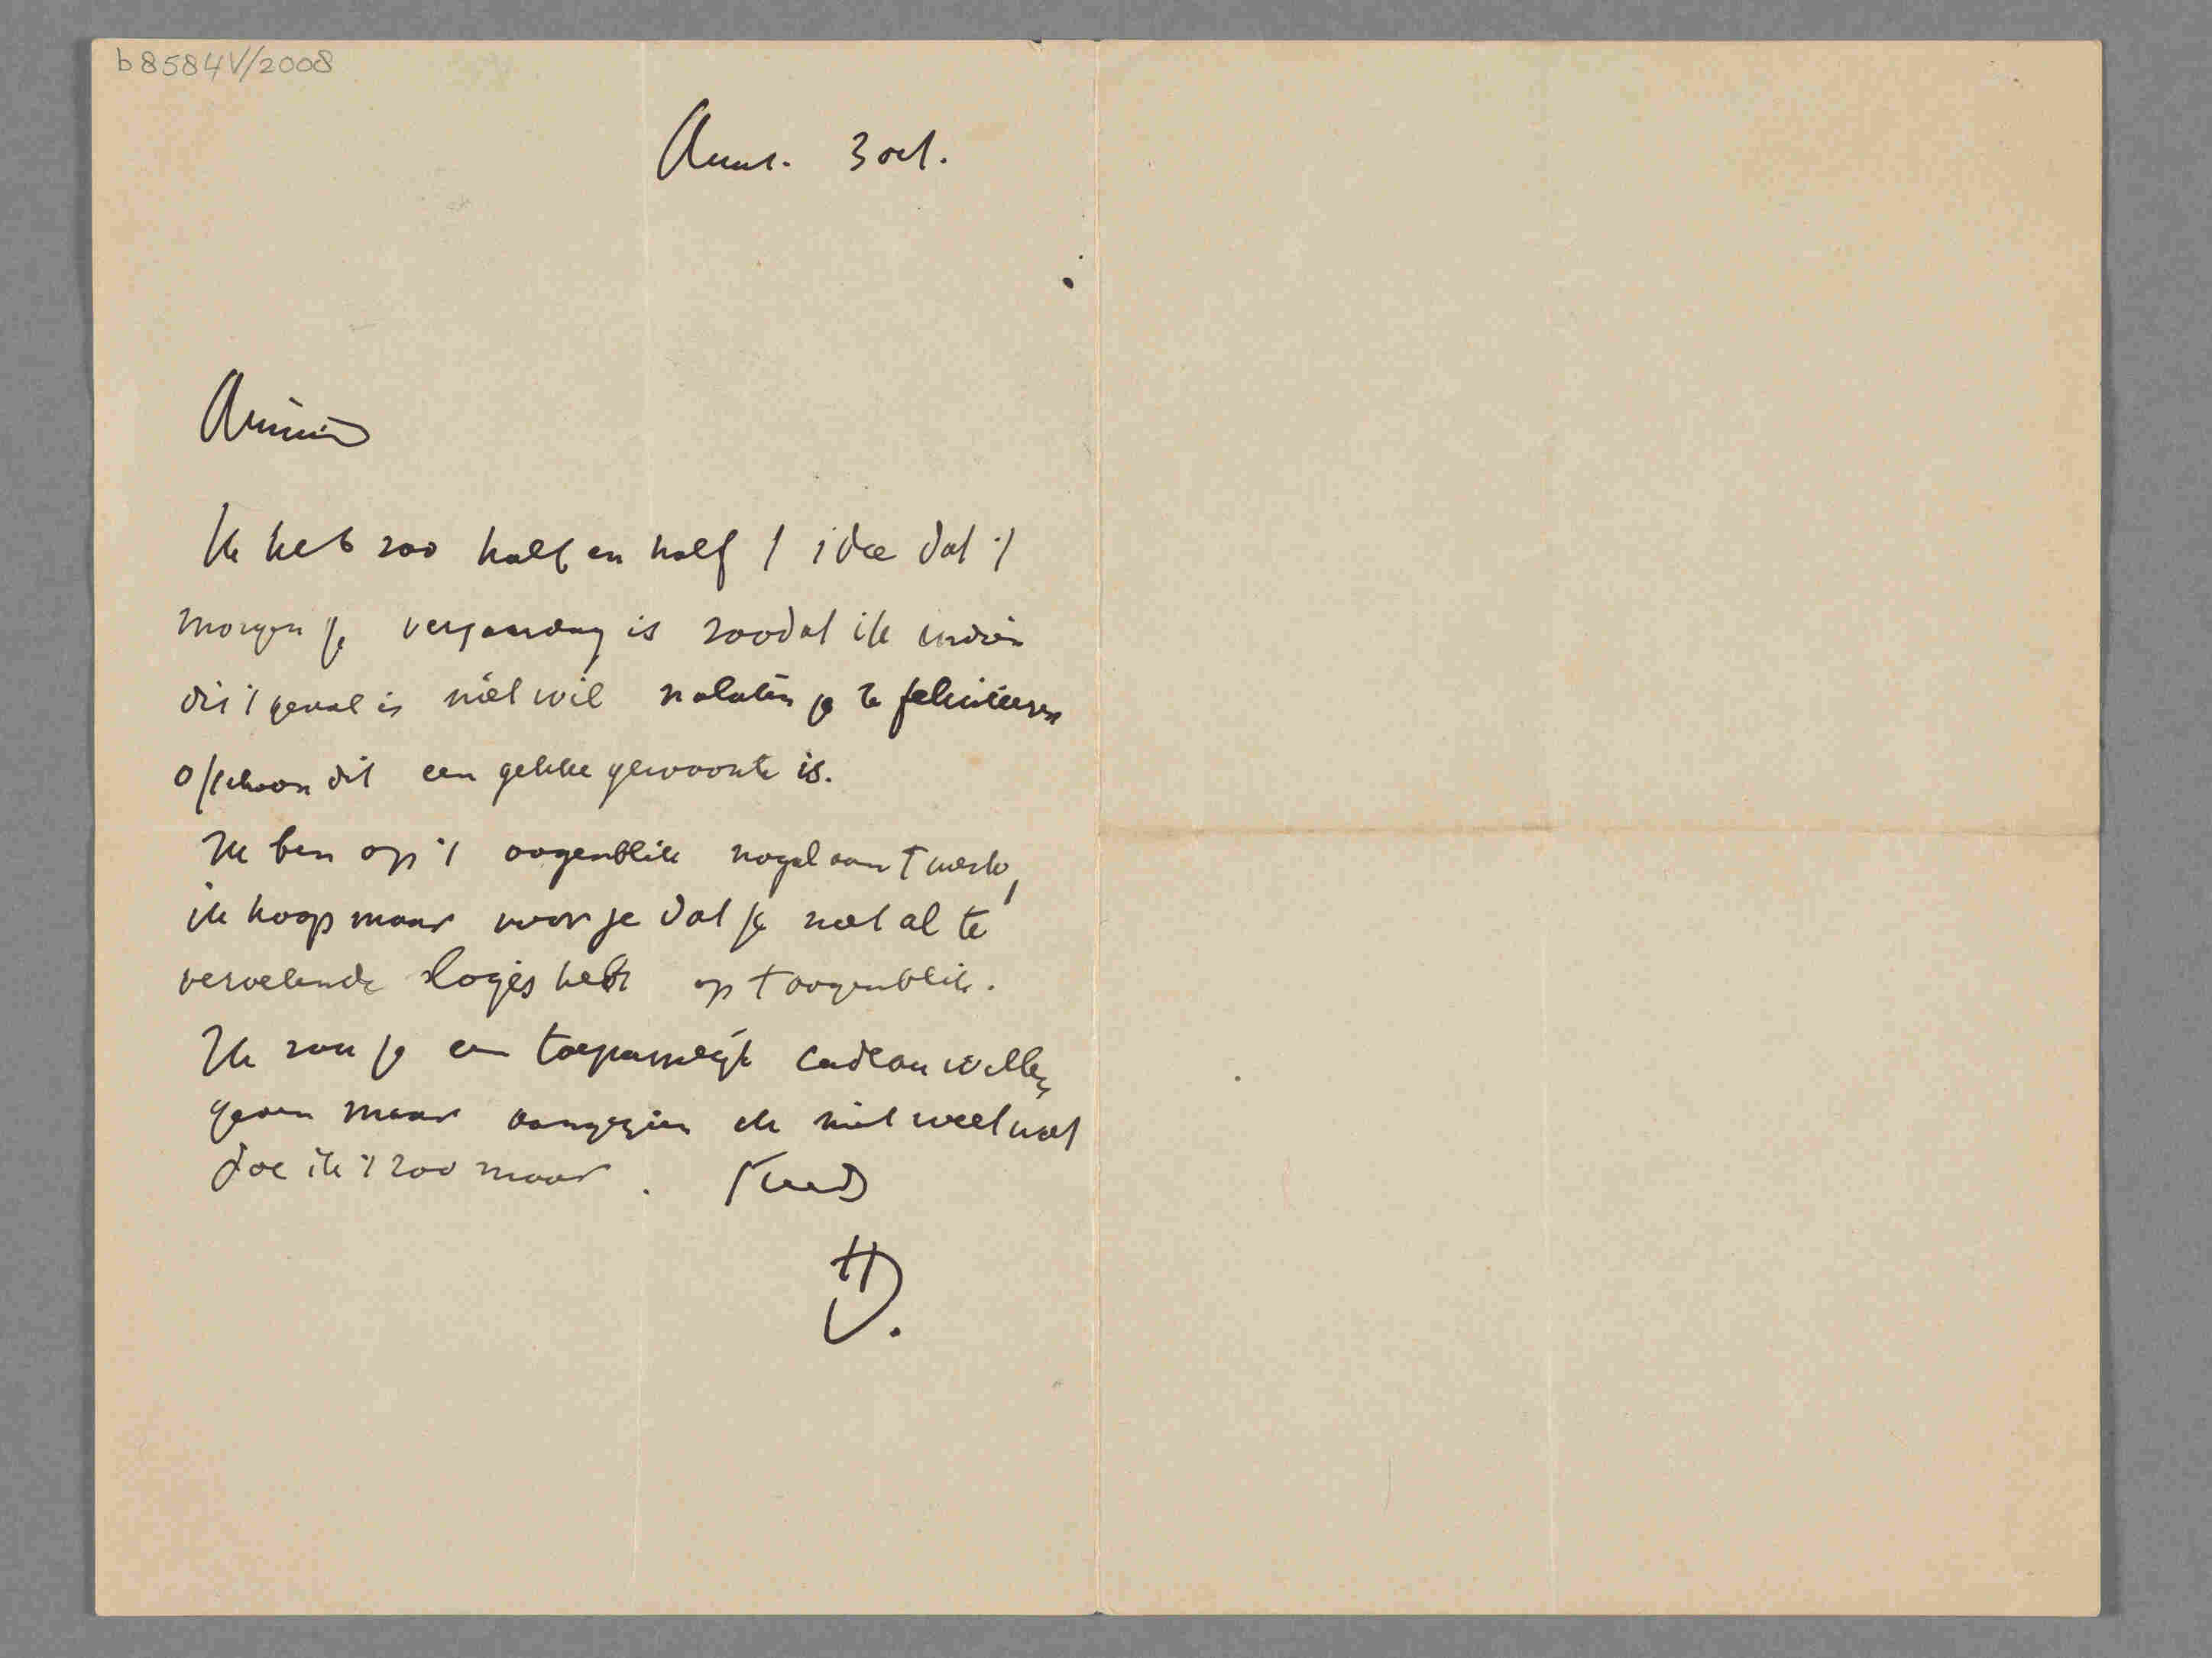 b8584V/2008
Ams. 3 oct.
Amice
Ik heb zoo half en half 't idee dat 't
morgen je verjaardag is zoodat ik indien
dit 't geval is niet wil nalaten je te feliciteeren
ofschoon dit een gekke gewoonte is.
Ik ben op 't oogenblik nogal aan 't werk,
ik hoop maar voor je dat je niet al te
vervelende logés hebt op 't oogenblik.
Ik zou je een toepasselijk cadeau willen
geven maar aangezien ik niet weet wat
doe ik 't zoo maar.